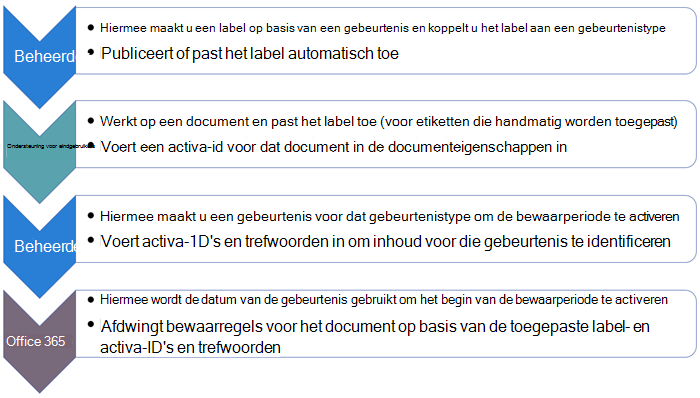 Beheerde
Hiermee maakt u een label op basis van een gebeurtenis en koppelt u het label aan een gebeurtenistype
Publiceert of past het label automatisch toe
Ondersteuning voor eindgebruikers
Werkt op een document en past het label toe (voor etiketten die handmatig worden toegepast)
Voert een activa-id voor dat document in de documenteigenschappen in
Beheerde
Hiermee maakt u een gebeurtenis voor dat gebeurtenistype om de bewaarperiode te activeren
Voert activa-1D's en trefwoorden in om inhoud voor die gebeurtenis te identificeren
Office 365
Hiermee wordt de datum van de gebeurtenis gebruikt om het begin van de bewaarperiode te activeren
Afdwingt bewaarregels voor het document op basis van de toegepaste label- en
activa-ID's en trefwoorden